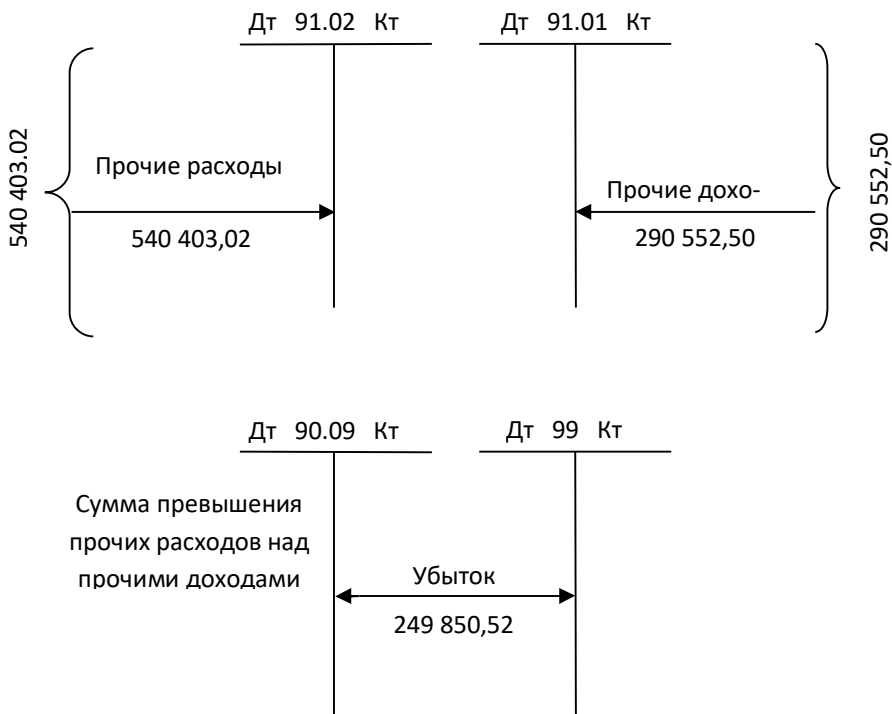 Дт 91.02 Кт
Дт 91.01 Кт
540 403.02
Прочие расходы
540 403,02
Прочие дохо-
290 552,50
290 552,50
Дт 90.09 Кт
Дт 99 Кт
Сумма превышения
прочих расходов над
прочими доходами
Убыток
249 850,52